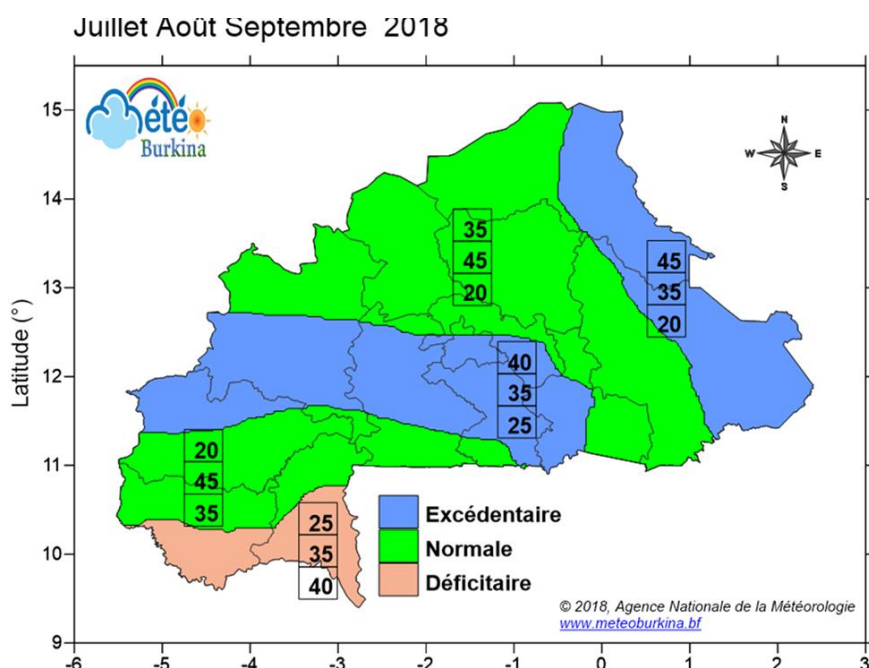 Juillet Août Septembre 2018
Météo
Burkina
N
W E
S
Latitude (°)
15
14
13
12
11
10
9
-6 -5 -4 -3 -2 -1 0 1 2 3
35
45
20
45
35
20
40
35
25
20
45
35
25
35
40
Excédentaire
Normale
Déficitaire
© 2018, Agence Nationale de la Météorologie
www.meteoburkina.bf